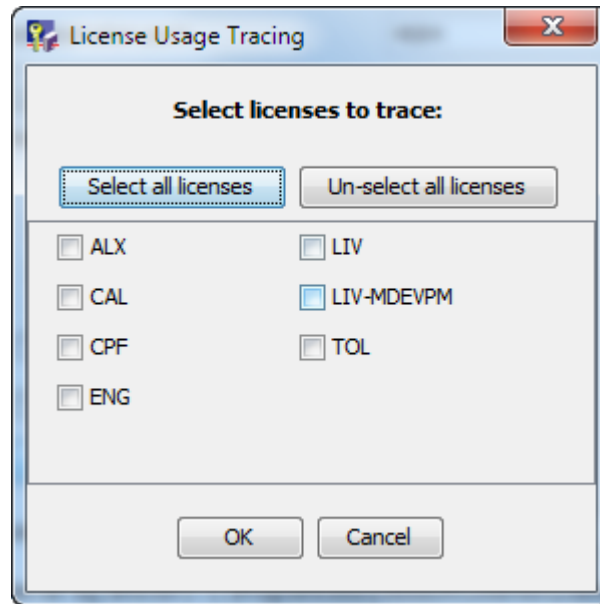 License Usage Tracing
Select licenses to trace:
Select all licenses Un-select all licenses
ALX LIV
CAL LIV-MDEVPM
CPF TOL
ENG
OK Cancel